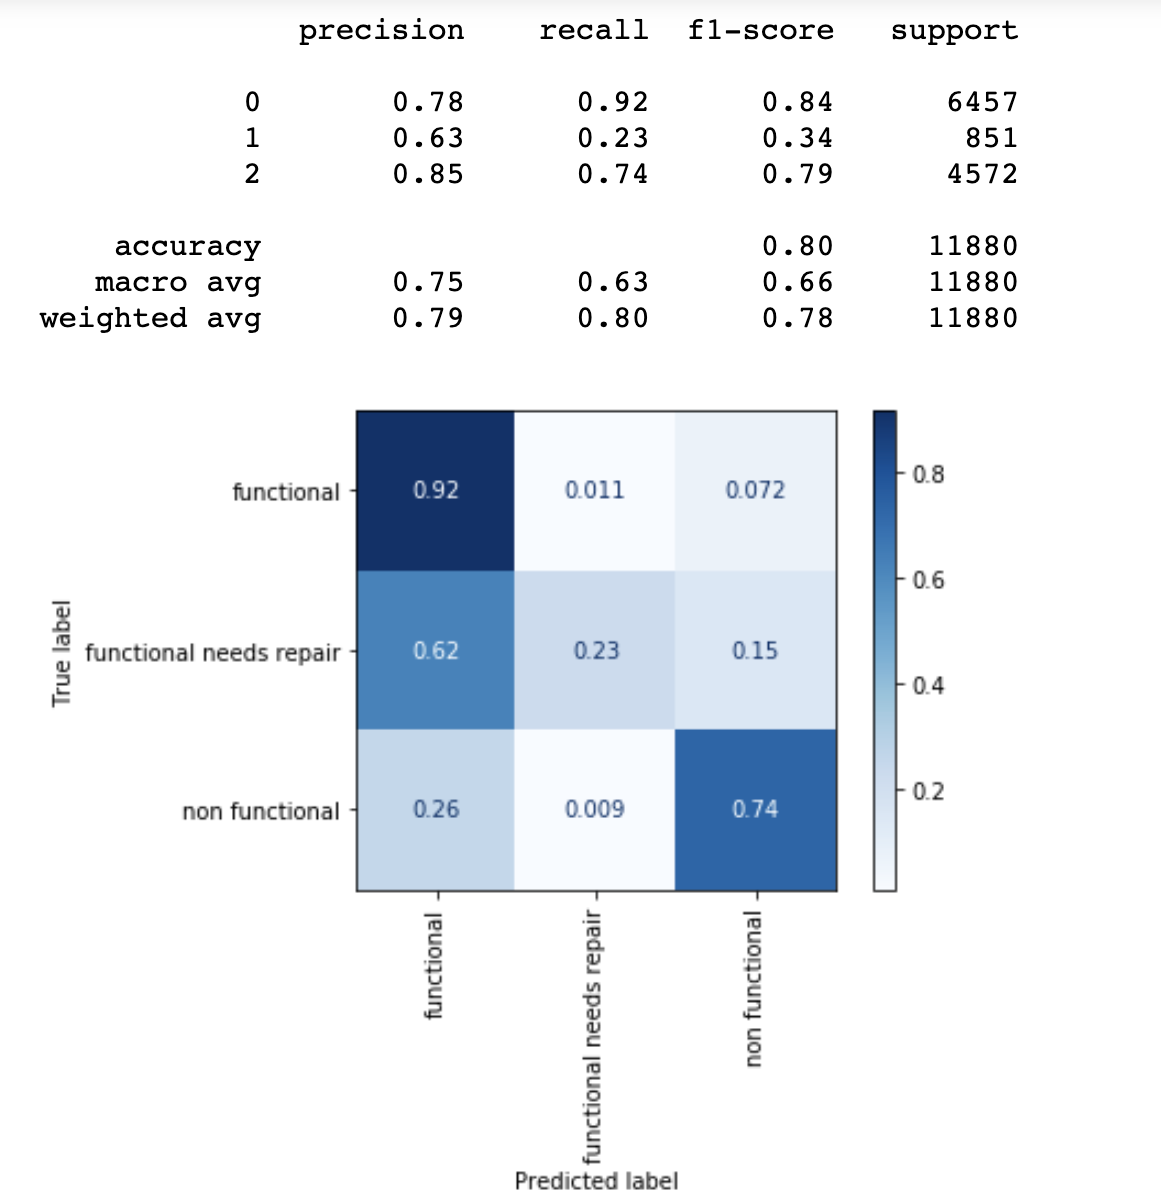 precision recall f1-score support
0 0.78 0.92 0.84 6457
1 0.63 0.23 0.34 851
2 0.85 0.74 0.79 4572
accuracy 0.80 11880
macro avg 0.75 0.63 0.66 11880
weighted avg 0.79 0.80 0.78 11880
True label
functional 0.92 0.011 0.072
functional needs repair 0.62 0.23 0.15
non functional 0.26 0.009 0.74
0.8
0.6
0.4
0.2
functional
functional needs repair
non functional
Predicted label